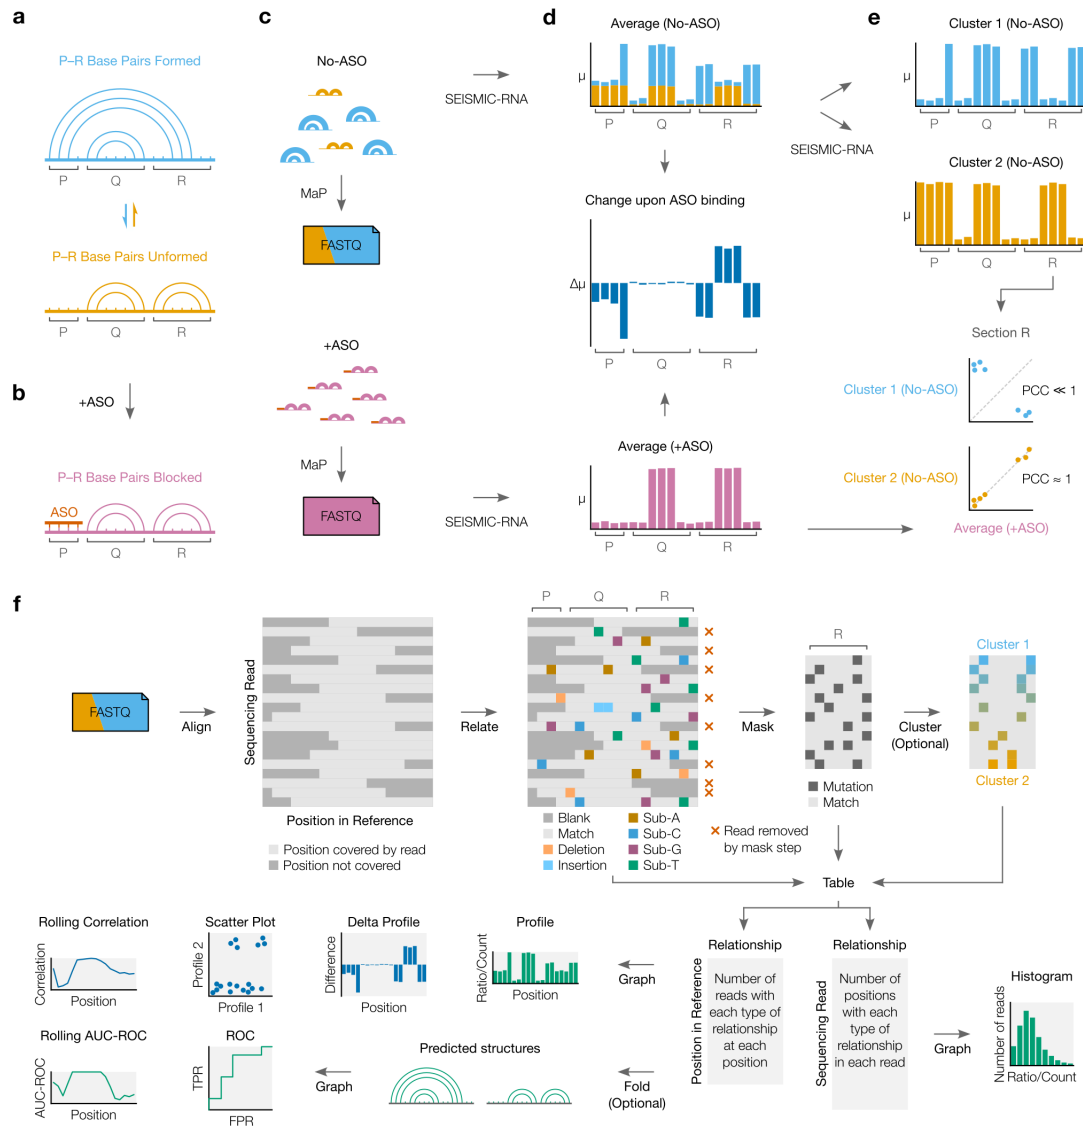 a
P–R Base Pairs Formed
P
Q
R
P–R Base Pairs Unformed
P
Q
R
b
+ASO
P–R Base Pairs Blocked
ASO
P
Q
R
c
No-ASO
SEISMIC-RNA
MaP
FASTQ
+ASO
MaP
FASTQ
SEISMIC-RNA
d
Average (No-ASO)
μ
P
Q
R
SEISMIC-RNA
Change upon ASO binding
Δμ
P
Q
R
Average (+ASO)
μ
P
Q
R
e
Cluster 1 (No-ASO)
μ
P
Q
R
Cluster 2 (No-ASO)
μ
P
Q
R
Section R
Cluster 1 (No-ASO)
PCC ≪ 1
Cluster 2 (No-ASO)
PCC ≈ 1
Average (+ASO)
f
FASTQ
Align
Sequencing Read
Position in Reference
Position covered by read
Position not covered
Relate
P
Q
R
Blank
Match
Deletion
Insertion
Sub-A
Sub-C
Sub-G
Sub-T
× Read removed
by mask step
Mask
R
Mutation
Match
Cluster
(Optional)
Cluster 1
Cluster 2
Table
Relationship
Position in Reference
Number of
reads with
each type of
relationship
at each
position
Relationship
Sequencing Read
Number of
positions with
each type of
relationship
in each read
Graph
Histogram
Number of reads
Ratio/Count
Graph
Profile
Ratio/Count
Position
Delta Profile
Difference
Position
Scatter Plot
Profile 2
Profile 1
Rolling Correlation
Correlation
Position
Fold
(Optional)
Predicted structures
Graph
ROC
TPR
FPR
Rolling AUC-ROC
AUC-ROC
Position